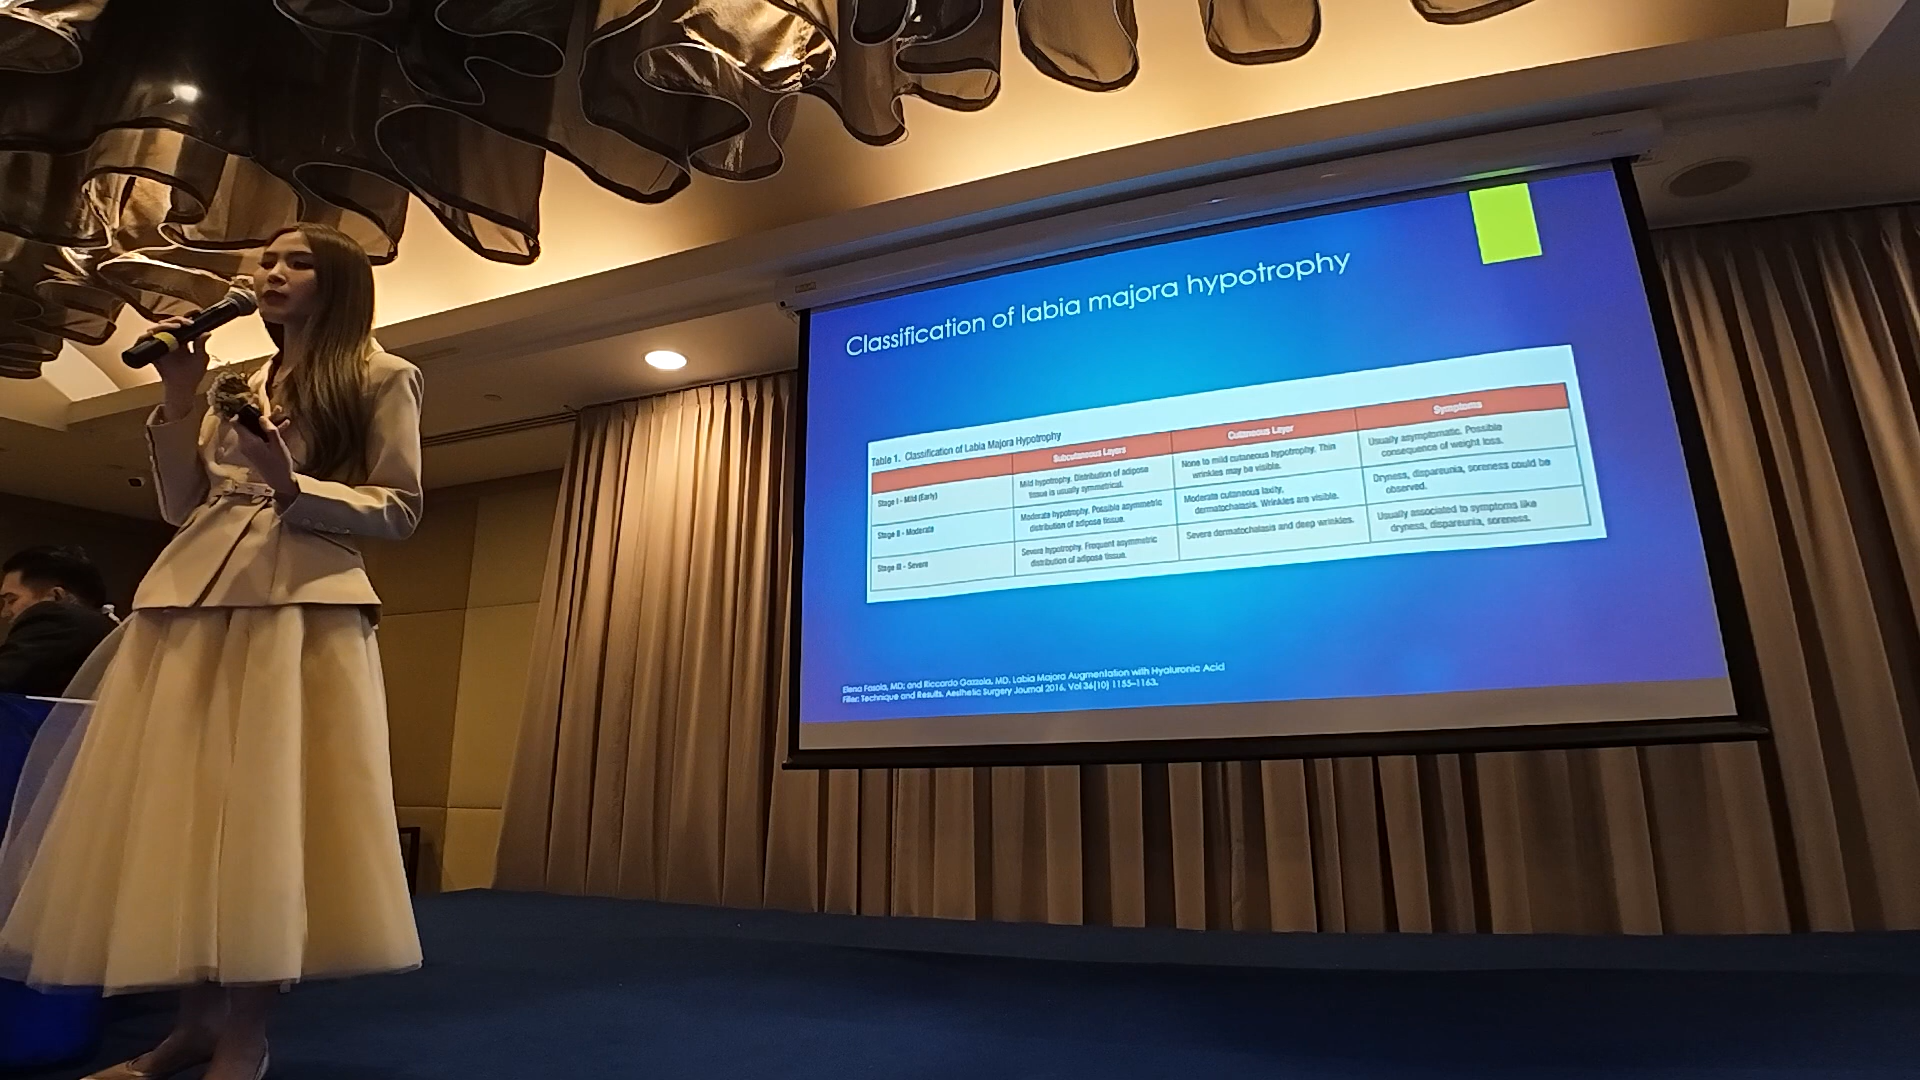 Classification of labia majora hypotrophy
Table 1. Classification of Labia Majora Hypotrophy
Subcutaneous Layers
Cutaneous Layer
Symptoms
Stage I - Mild (Early)
Mild hypotrophy. Distribution of adipose
tissue is usually symmetrical.
None to mild cutaneous hypotrophy. Thin
wrinkles may be visible.
Usually asymptomatic. Possible
consequence of weight loss.
Stage II - Moderate
Moderate hypotrophy. Possible asymmetric
distribution of adipose tissue.
Moderate cutaneous laxity,
dermatochalasis. Wrinkles are visible.
Dryness, dispareunia, soreness could be
observed.
Stage III - Severe
Severe hypotrophy. Frequent asymmetric
distribution of adipose tissue.
Severe dermatochalasis and deep wrinkles.
Usually associated to symptoms like
dryness, dispareunia, soreness.
Elena Fasola, MD; and Riccardo Gazzola, MD. Labia Majora Augmentation with Hyaluronic Acid
Filler: Technique and Results. Aesthetic Surgery Journal 2016, Vol 36(10) 1155–1163.